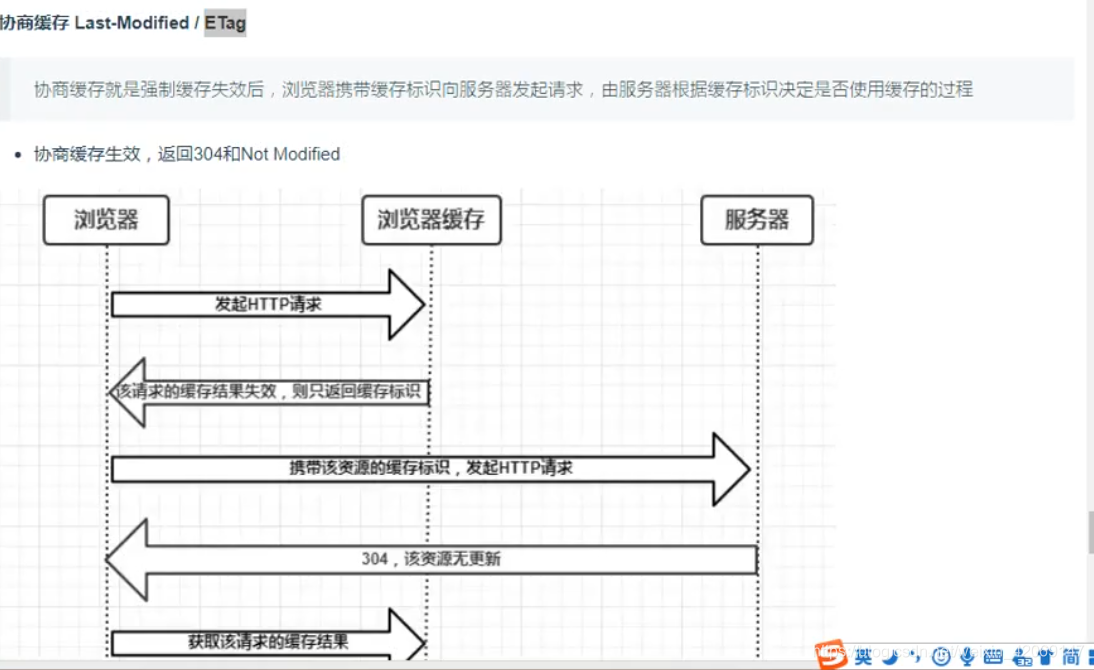 协商缓存 Last-Modified / ETag
协商缓存就是强制缓存失效后，浏览器携带缓存标识向服务器发起请求，由服务器根据缓存标识决定是否使用缓存的过程
协商缓存生效，返回304和Not Modified
浏览器
浏览器缓存
服务器
发起HTTP请求
该请求的缓存结果失效，则只返回缓存标识
携带该资源的缓存标识，发起HTTP请求
304，该资源无更新
获取该请求的缓存结果
英
简